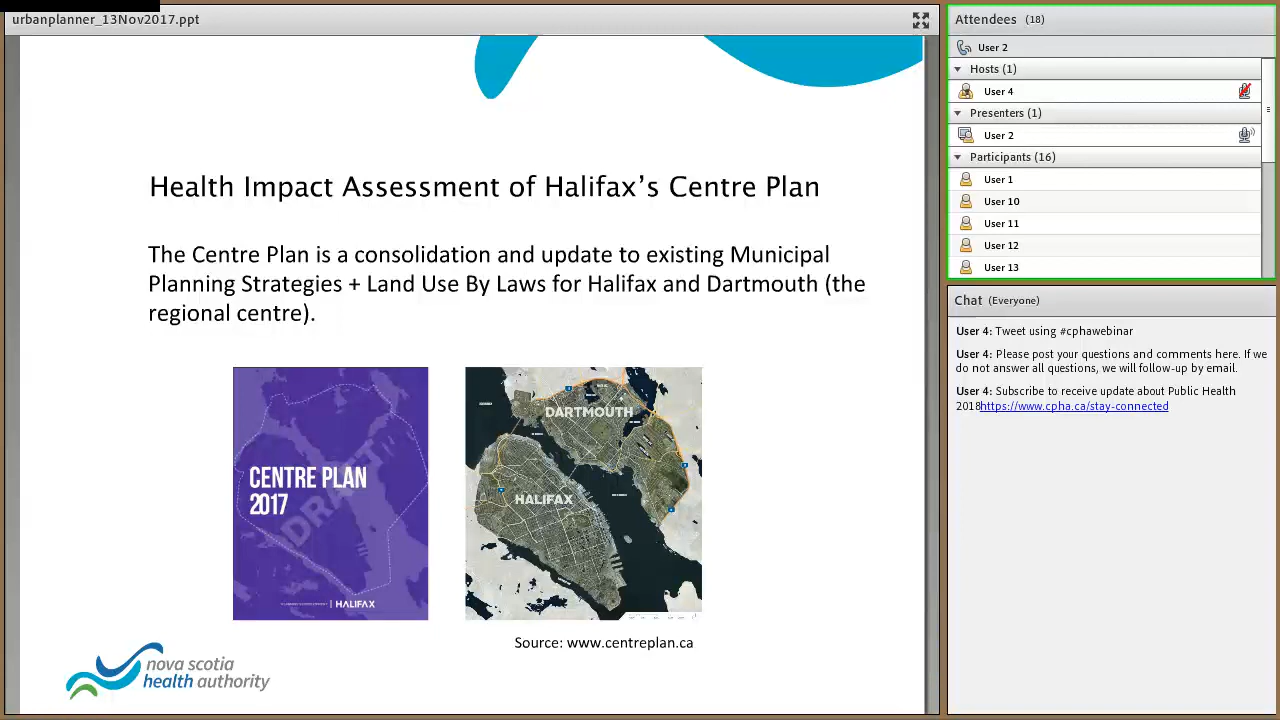 urbanplanner_13Nov2017.ppt
Health Impact Assessment of Halifax’s Centre Plan
The Centre Plan is a consolidation and update to existing Municipal
Planning Strategies + Land Use By Laws for Halifax and Dartmouth (the
regional centre).
DRAFT
CENTRE PLAN
2017
HALIFAX
DARTMOUTH
HALIFAX
Source: www.centreplan.ca
nova scotia
health authority
Attendees (18)
User 2
Hosts (1)
User 4
Presenters (1)
User 2
Participants (16)
User 1
User 10
User 11
User 12
User 13
Chat (Everyone)
User 4: Tweet using #cphawebinar
User 4: Please post your questions and comments here. If we
do not answer all questions, we will follow-up by email.
User 4: Subscribe to receive update about Public Health
2018https://www.cpha.ca/stay-connected